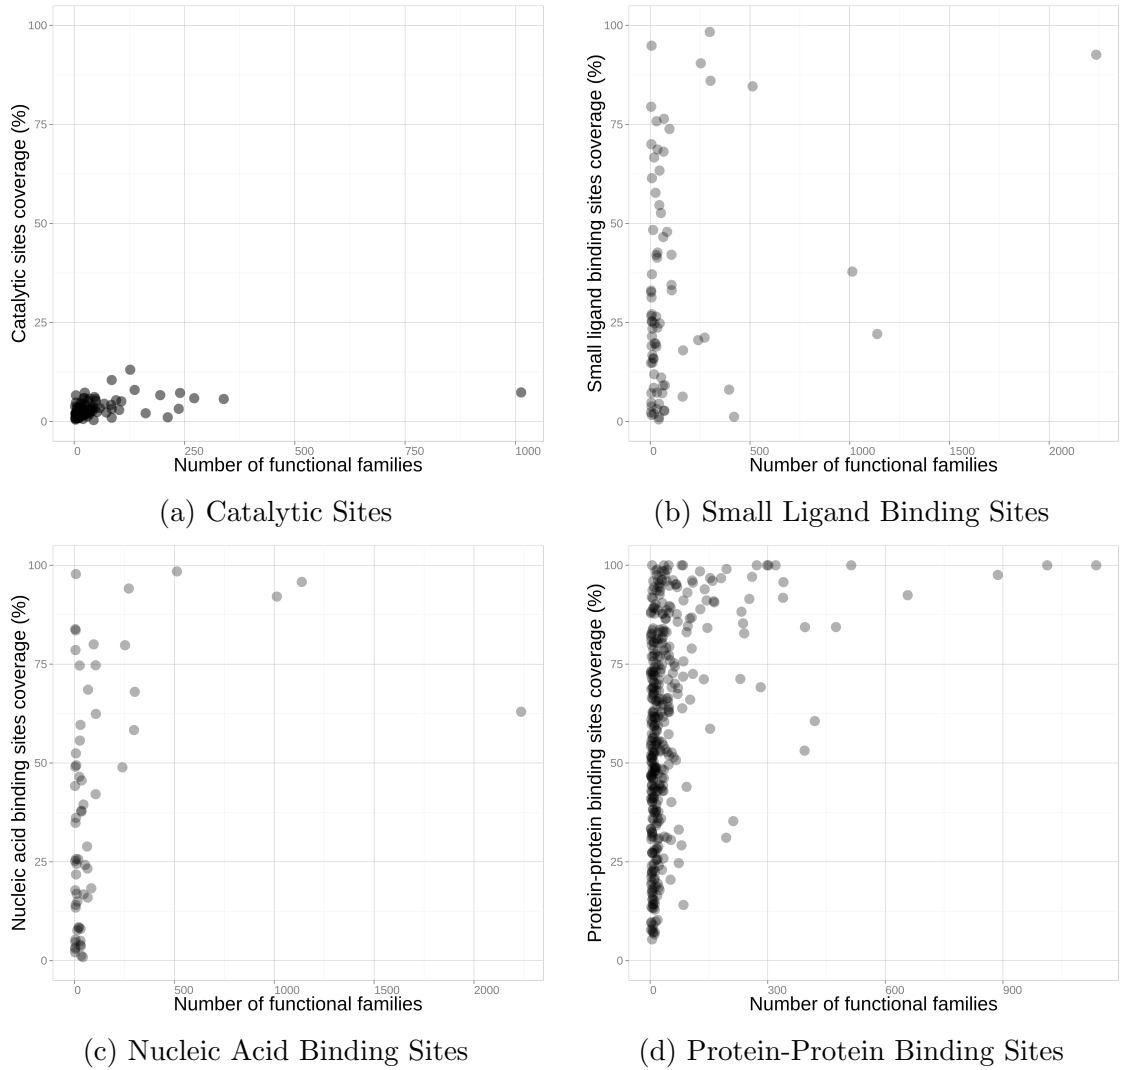 Catalytic sites coverage (%)
100
75
50
25
0
0 250 500 750 1000
Number of functional families
(a) Catalytic Sites
Small ligand binding sites coverage (%)
100
75
50
25
0
0 500 1000 1500 2000
Number of functional families
(b) Small Ligand Binding Sites
Nucleic acid binding sites coverage (%)
100
75
50
25
0
0 500 1000 1500 2000
Number of functional families
(c) Nucleic Acid Binding Sites
Protein-protein binding sites coverage (%)
100
75
50
25
0
0 300 600 900
Number of functional families
(d) Protein-Protein Binding Sites